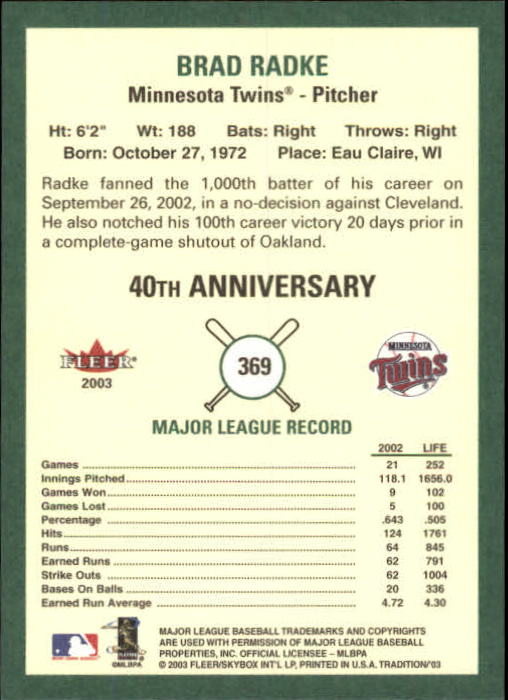 BRAD RADKE
Minnesota Twins® - Pitcher
Ht: 6'2" Wt: 188 Bats: Right Throws: Right
Born: October 27, 1972 Place: Eau Claire, WI
Radke fanned the 1,000th batter of his career on
September 26, 2002, in a no-decision against Cleveland.
He also notched his 100th career victory 20 days prior in
a complete-game shutout of Oakland.
40TH ANNIVERSARY
FLEER®
2003
369
MINNESOTA
Twins
MAJOR LEAGUE RECORD
2002 LIFE
Games 21 252
Innings Pitched 118.1 1656.0
Games Won 9 102
Games Lost 5 100
Percentage .643 .505
Hits 124 1761
Runs 64 845
Earned Runs 62 791
Strike Outs 62 1004
Bases On Balls 20 336
Earned Run Average 4.72 4.30
©MLBPA
MAJOR LEAGUE BASEBALL TRADEMARKS AND COPYRIGHTS
ARE USED WITH PERMISSION OF MAJOR LEAGUE BASEBALL
PROPERTIES, INC. OFFICIAL LICENSEE – MLBPA
© 2003 FLEER/SKYBOX INT'L LP, PRINTED IN U.S.A. TRADITION/'03